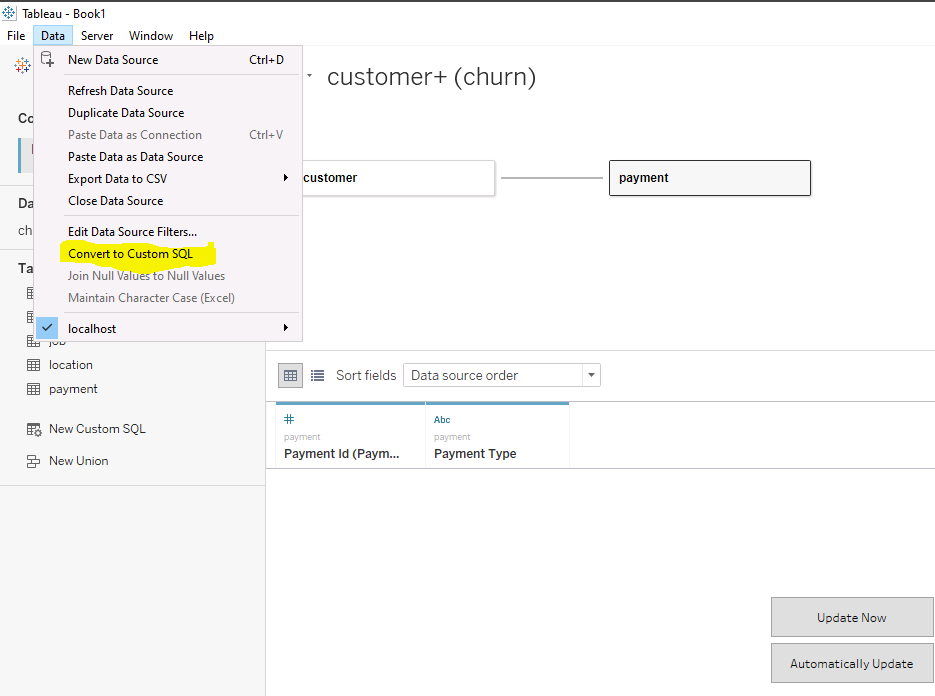 Tableau - Book1
File Data Server Window Help
New Data Source Ctrl+D
customer+ (churn)
Refresh Data Source
Co
Duplicate Data Source
Paste Data as Connection Ctrl+V
Paste Data as Data Source
customer
payment
Export Data to CSV
Da
Close Data Source
ch
Edit Data Source Filters...
Convert to Custom SQL
Ta
Join Null Values to Null Values
Maintain Character Case (Excel)
localhost
job
location
payment
Sort fields Data source order
New Custom SQL
New Union
#
Abc
payment
payment
Payment Id (Paym...
Payment Type
Update Now
Automatically Update